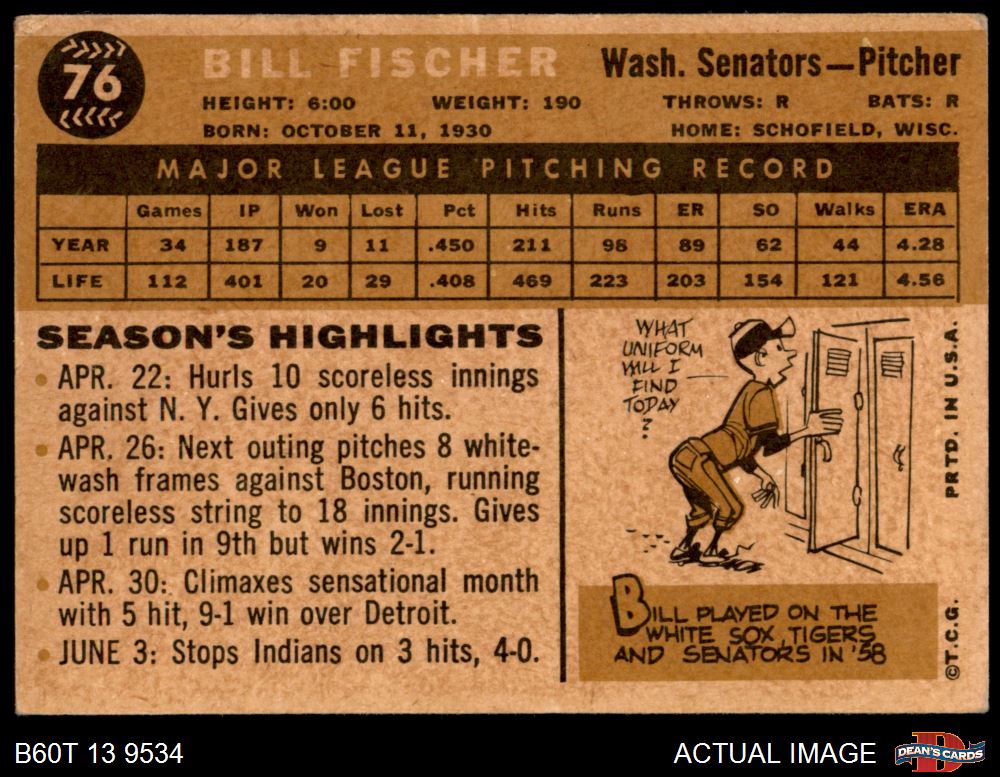 76
BILL FISCHER
Wash. Senators—Pitcher
HEIGHT: 6:00 WEIGHT: 190 THROWS: R BATS: R
BORN: OCTOBER 11, 1930 HOME: SCHOFIELD, WISC.
MAJOR LEAGUE PITCHING RECORD
Games IP Won Lost Pct Hits Runs ER SO Walks ERA
YEAR 34 187 9 11 .450 211 98 89 62 44 4.28
LIFE 112 401 20 29 .408 469 223 203 154 121 4.56
SEASON'S HIGHLIGHTS
• APR. 22: Hurls 10 scoreless innings
against N. Y. Gives only 6 hits.
• APR. 26: Next outing pitches 8 white-
wash frames against Boston, running
scoreless string to 18 innings. Gives
up 1 run in 9th but wins 2-1.
• APR. 30: Climaxes sensational month
with 5 hit, 9-1 win over Detroit.
• JUNE 3: Stops Indians on 3 hits, 4-0.
WHAT
UNIFORM
WILL I
FIND
TODAY
?
BILL PLAYED ON THE
WHITE SOX, TIGERS
AND SENATORS IN '58
PRTD. IN U.S.A.
©T.C.G.
B60T 13 9534
ACTUAL IMAGE
D
DEAN'S CARDS